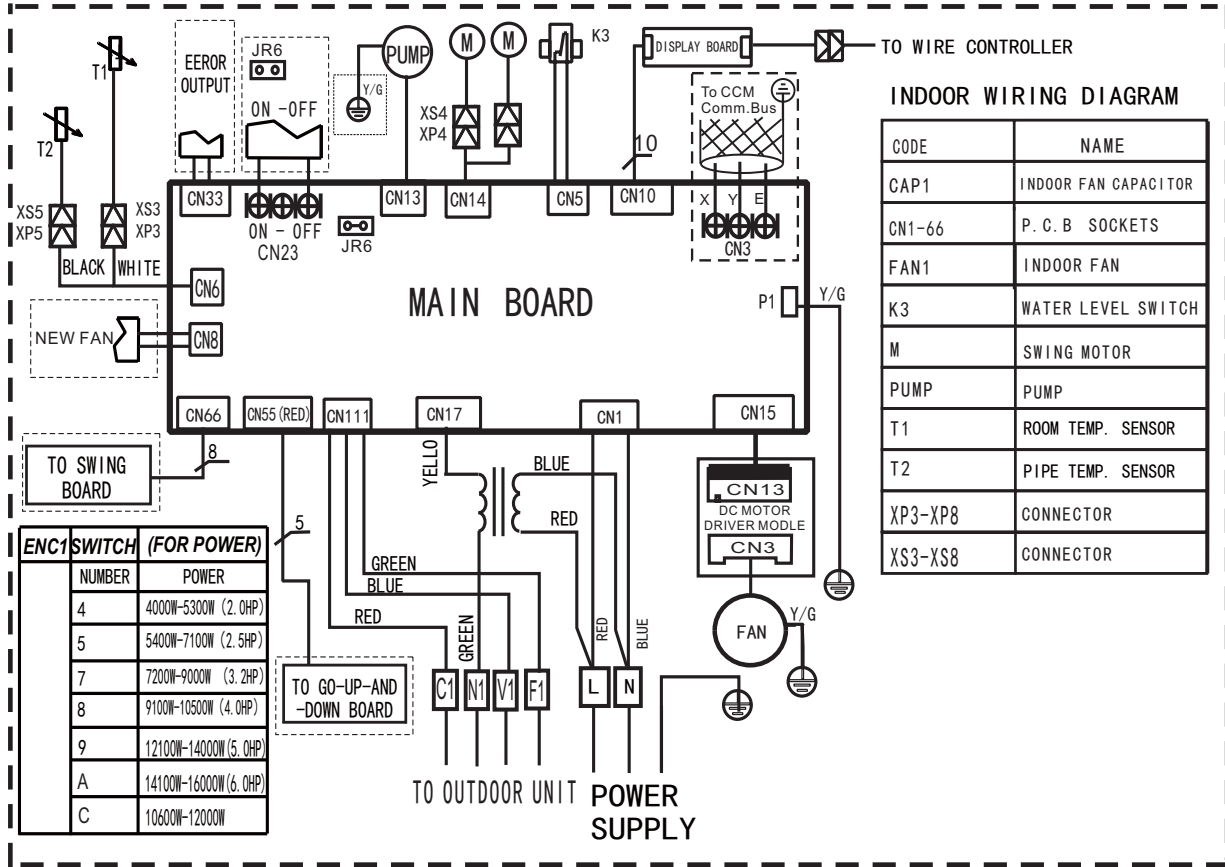 T1
T2
EEROR
OUTPUT
JR6
ON -OFF
PUMP
Y/G
M
M
K3
DISPLAY BOARD
TO WIRE CONTROLLER
XS4
XP4
10
To CCM
Comm.Bus
XS5
XP5
XS3
XP3
BLACK
WHITE
CN33
ON - OFF
CN23
JR6
CN13
CN14
CN5
CN10
X Y E
CN3
CN6
CN8
NEW FAN
MAIN BOARD
P1
Y/G
CN66
CN55(RED)
CN111
CN17
CN1
CN15
TO SWING
BOARD
8
5
YELLO
BLUE
RED
CN13
DC MOTOR
DRIVER MODLE
CN3
FAN
Y/G
GREEN
BLUE
RED
GREEN
RED
BLUE
TO GO-UP-AND
-DOWN BOARD
C1
N1
V1
F1
L
N
TO OUTDOOR UNIT
POWER
SUPPLY
ENC1 SWITCH (FOR POWER)
NUMBER POWER
4 4000W-5300W (2.0HP)
5 5400W-7100W (2.5HP)
7 7200W-9000W (3.2HP)
8 9100W-10500W (4.0HP)
9 12100W-14000W(5.0HP)
A 14100W-16000W(6.0HP)
C 10600W-12000W
INDOOR WIRING DIAGRAM
CODE NAME
CAP1 INDOOR FAN CAPACITOR
CN1-66 P.C.B SOCKETS
FAN1 INDOOR FAN
K3 WATER LEVEL SWITCH
M SWING MOTOR
PUMP PUMP
T1 ROOM TEMP. SENSOR
T2 PIPE TEMP. SENSOR
XP3-XP8 CONNECTOR
XS3-XS8 CONNECTOR